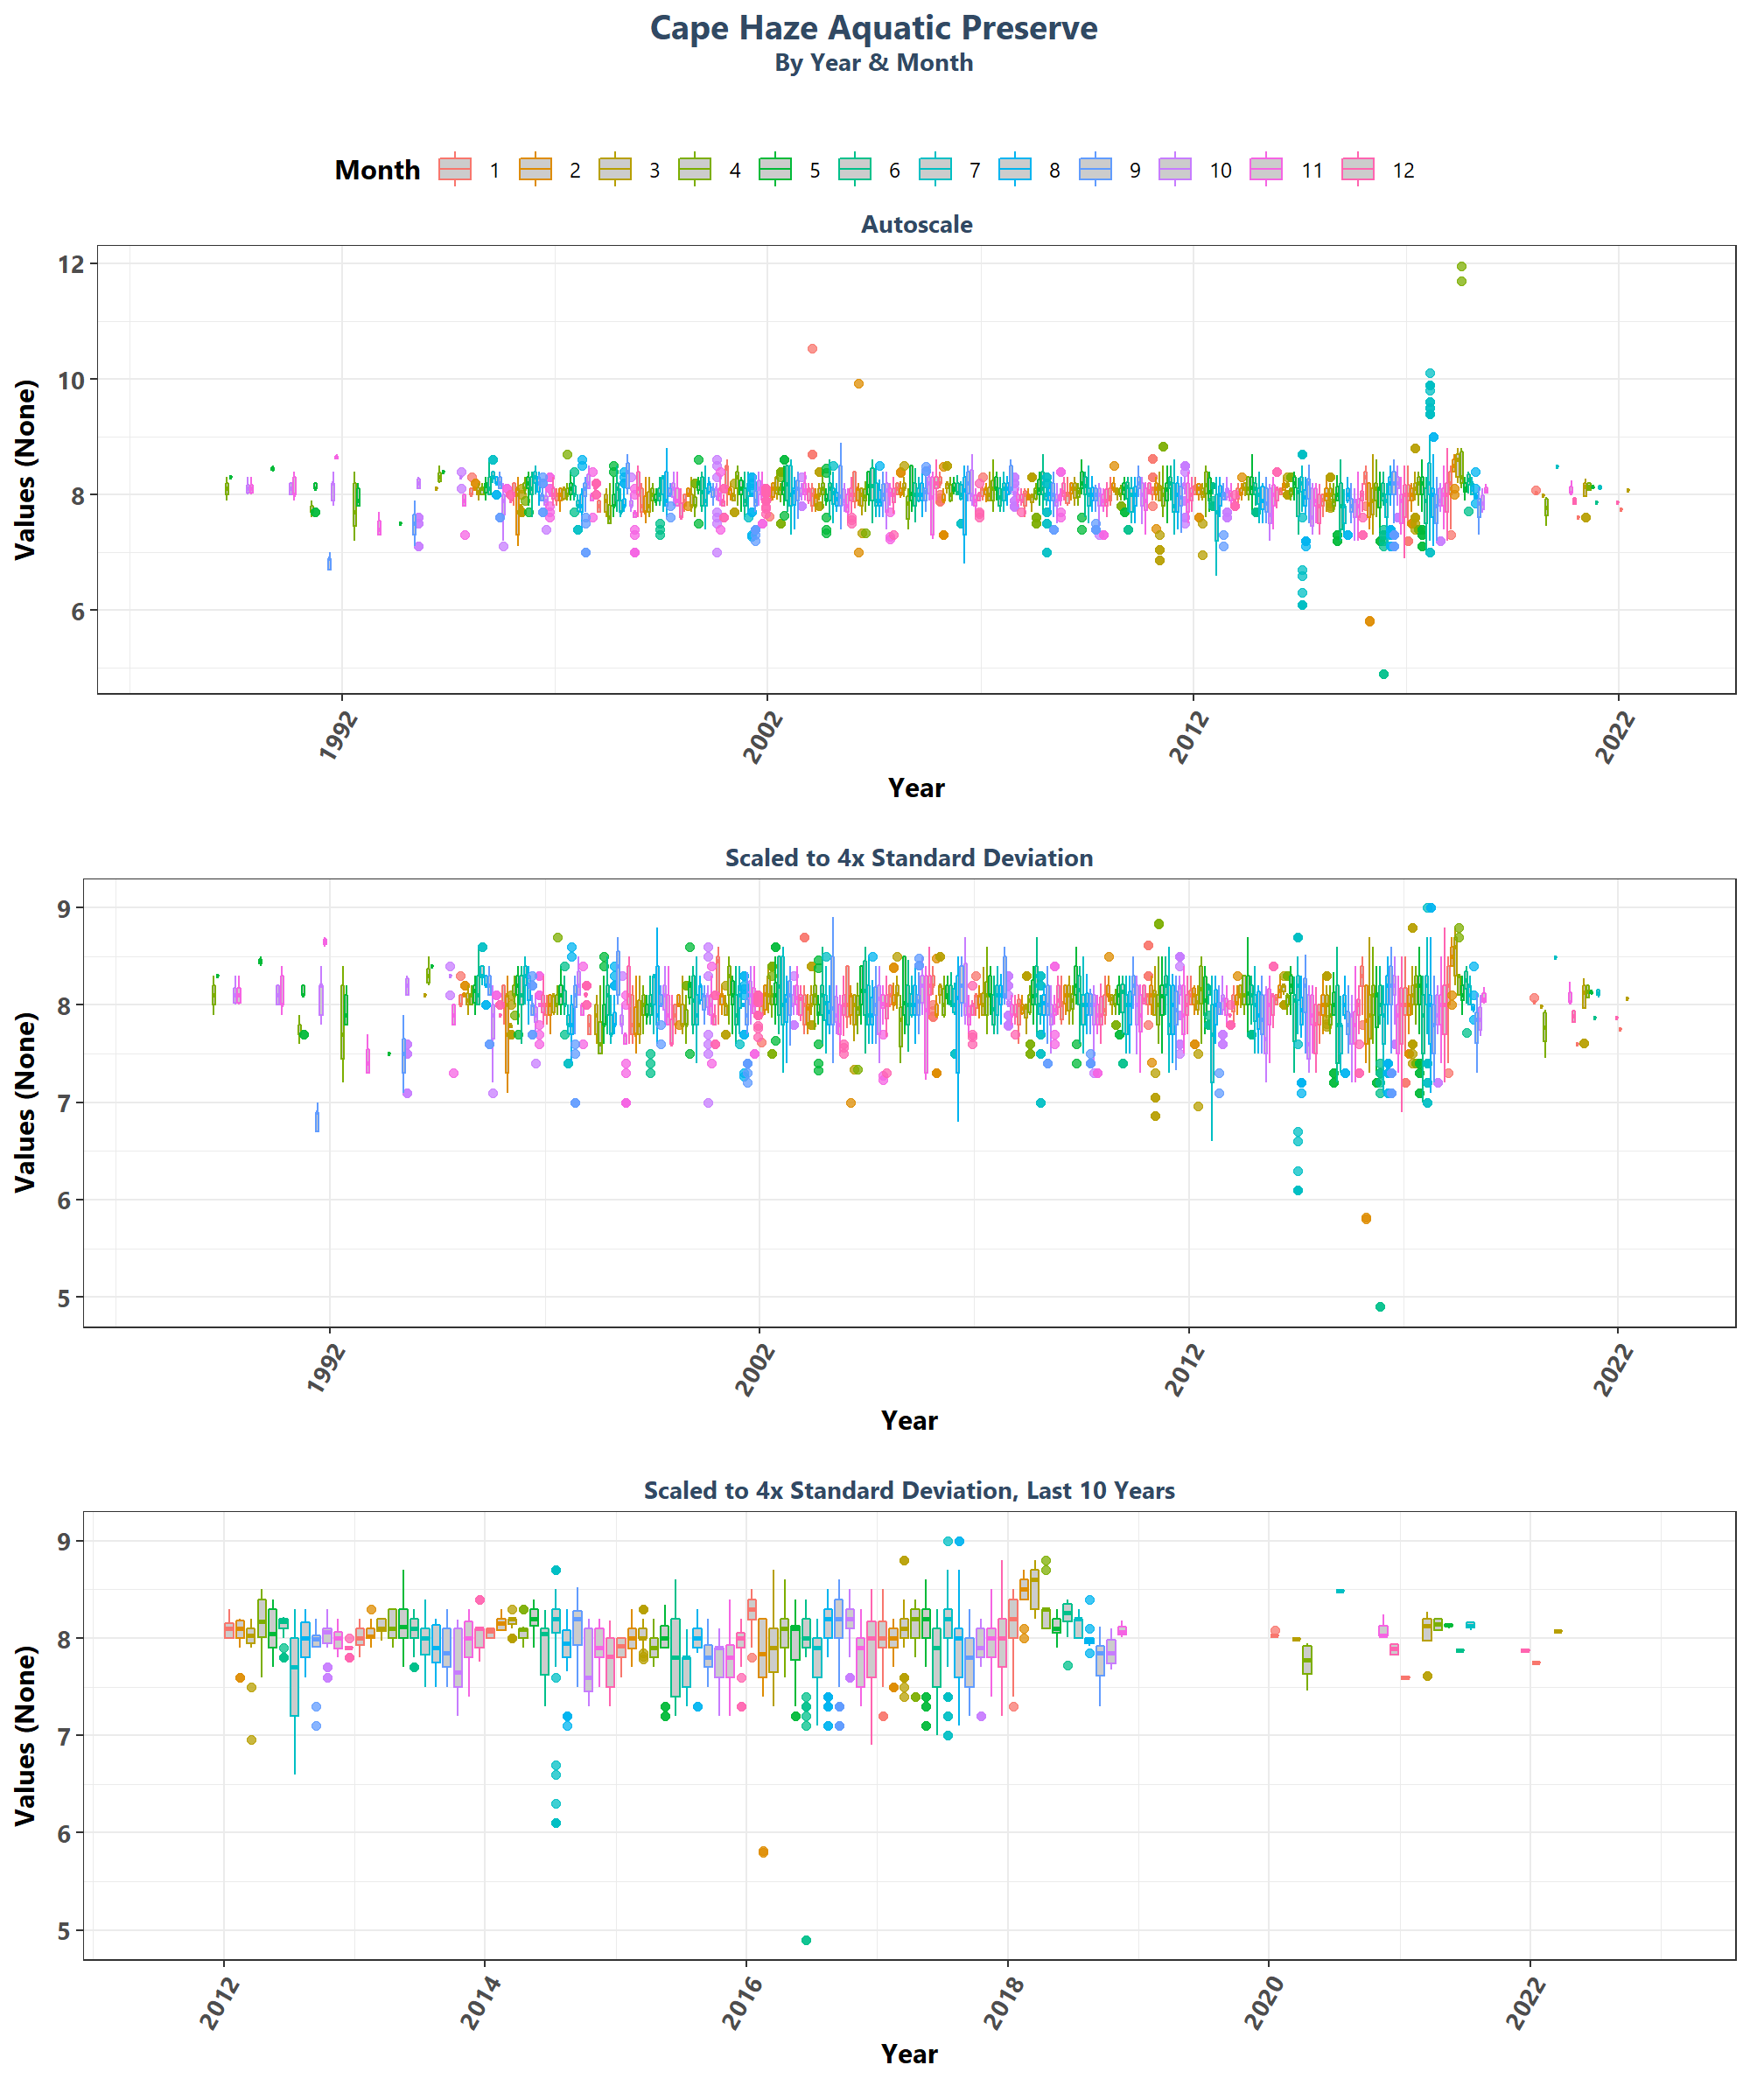 Cape Haze Aquatic Preserve
By Year & Month
Month 1 2 3 4 5 6 7 8 9 10 11 12
Autoscale
Values (None)
12
10
8
6
1992 2002 2012 2022
Year
Scaled to 4x Standard Deviation
Values (None)
9
8
7
6
5
1992 2002 2012 2022
Year
Scaled to 4x Standard Deviation, Last 10 Years
Values (None)
9
8
7
6
5
2012 2014 2016 2018 2020 2022
Year